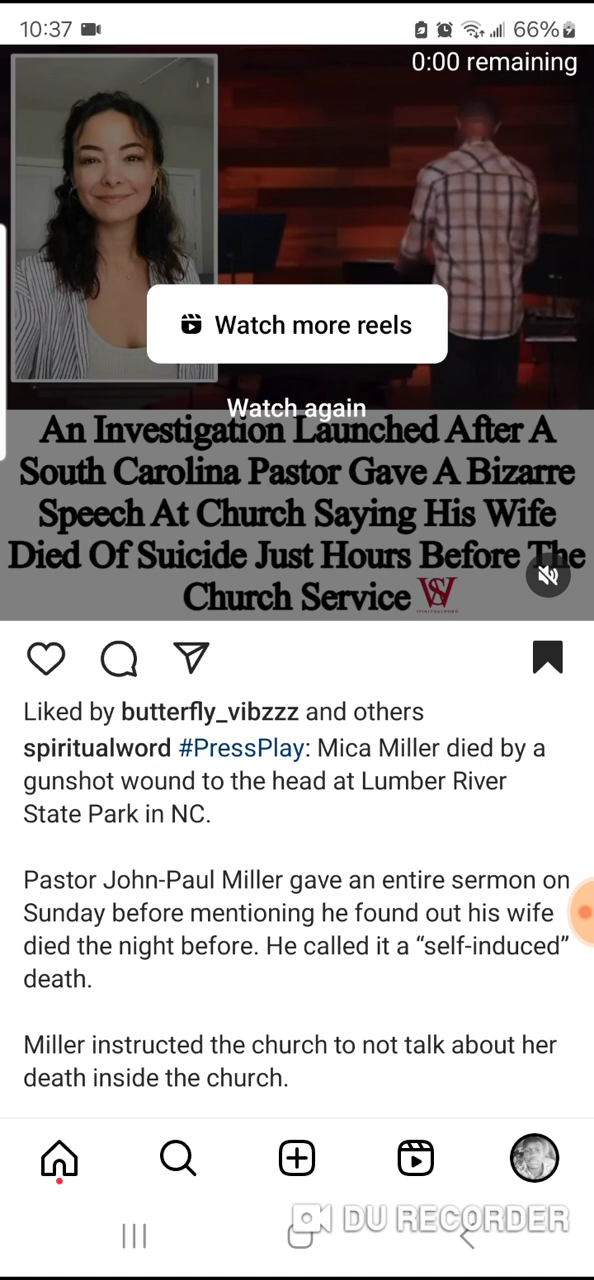 10:37
66%
0:00 remaining
Watch more reels
Watch again
An Investigation Launched After A
South Carolina Pastor Gave A Bizarre
Speech At Church Saying His Wife
Died Of Suicide Just Hours Before The
Church Service
SPIRITUALWORD
Liked by butterfly_vibzzz and others
spiritualword #PressPlay: Mica Miller died by a
gunshot wound to the head at Lumber River
State Park in NC.
Pastor John-Paul Miller gave an entire sermon on
Sunday before mentioning he found out his wife
died the night before. He called it a “self-induced”
death.
Miller instructed the church to not talk about her
death inside the church.
DU RECORDER